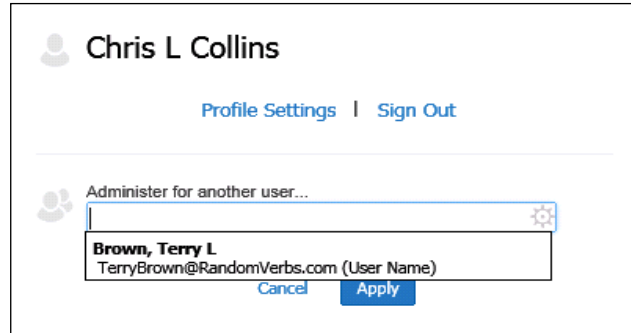 Chris L Collins
Profile Settings | Sign Out
Administer for another user...
Brown, Terry L
TerryBrown@RandomVerbs.com (User Name)
Cancel Apply